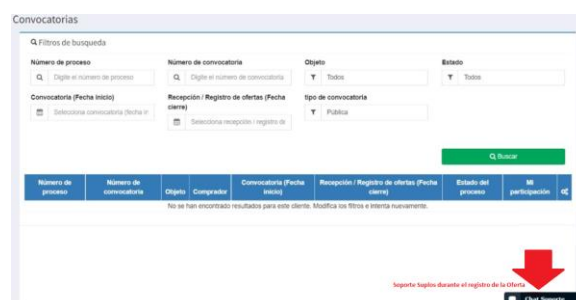 Convocatorias
Filtros de busqueda
Número de proceso
Número de convocatoria
Objeto
Estado
Digite el número de proceso
Digite el número de convocatoria
Todos
Todos
Convocatoria (Fecha inicio)
Recepción / Registro de ofertas (Fecha cierre)
tipo de convocatoria
Selecciona convocatoria (fecha in
Selecciona recepción / registro de
Pública
Buscar
Número de proceso
Número de convocatoria
Objeto
Comprador
Convocatoria (Fecha inicio)
Recepción / Registro de ofertas (Fecha cierre)
Estado del proceso
Mi participación
No se han encontrado resultados para este cliente. Modifica los filtros e intenta nuevamente.
Soporte Suplos durante el registro de la Oferta
Chat Soporte